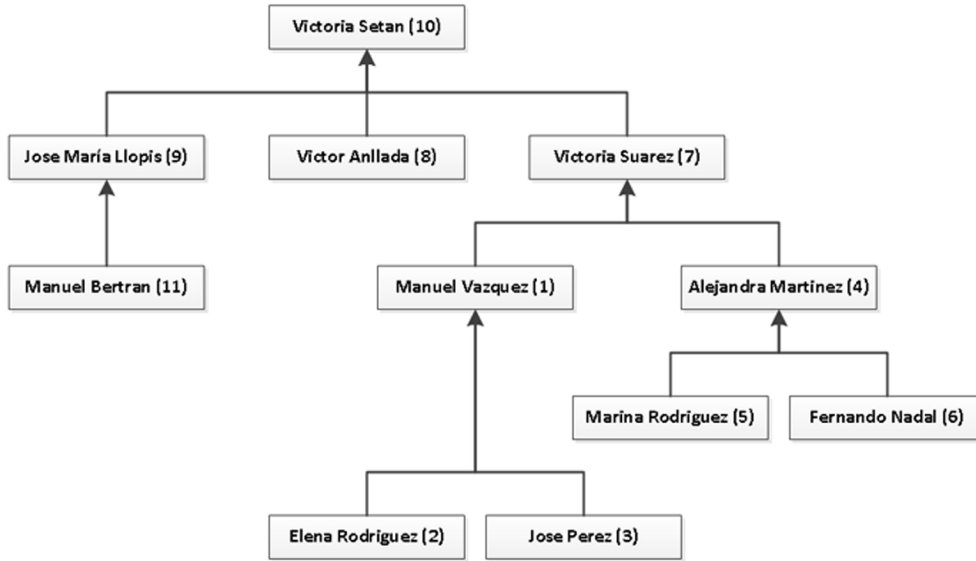 Victoria Setan (10)
Jose María Llopis (9)
Victor Anllada (8)
Victoria Suarez (7)
Manuel Bertran (11)
Manuel Vazquez (1)
Alejandra Martinez (4)
Marina Rodriguez (5)
Fernando Nadal (6)
Elena Rodriguez (2)
Jose Perez (3)